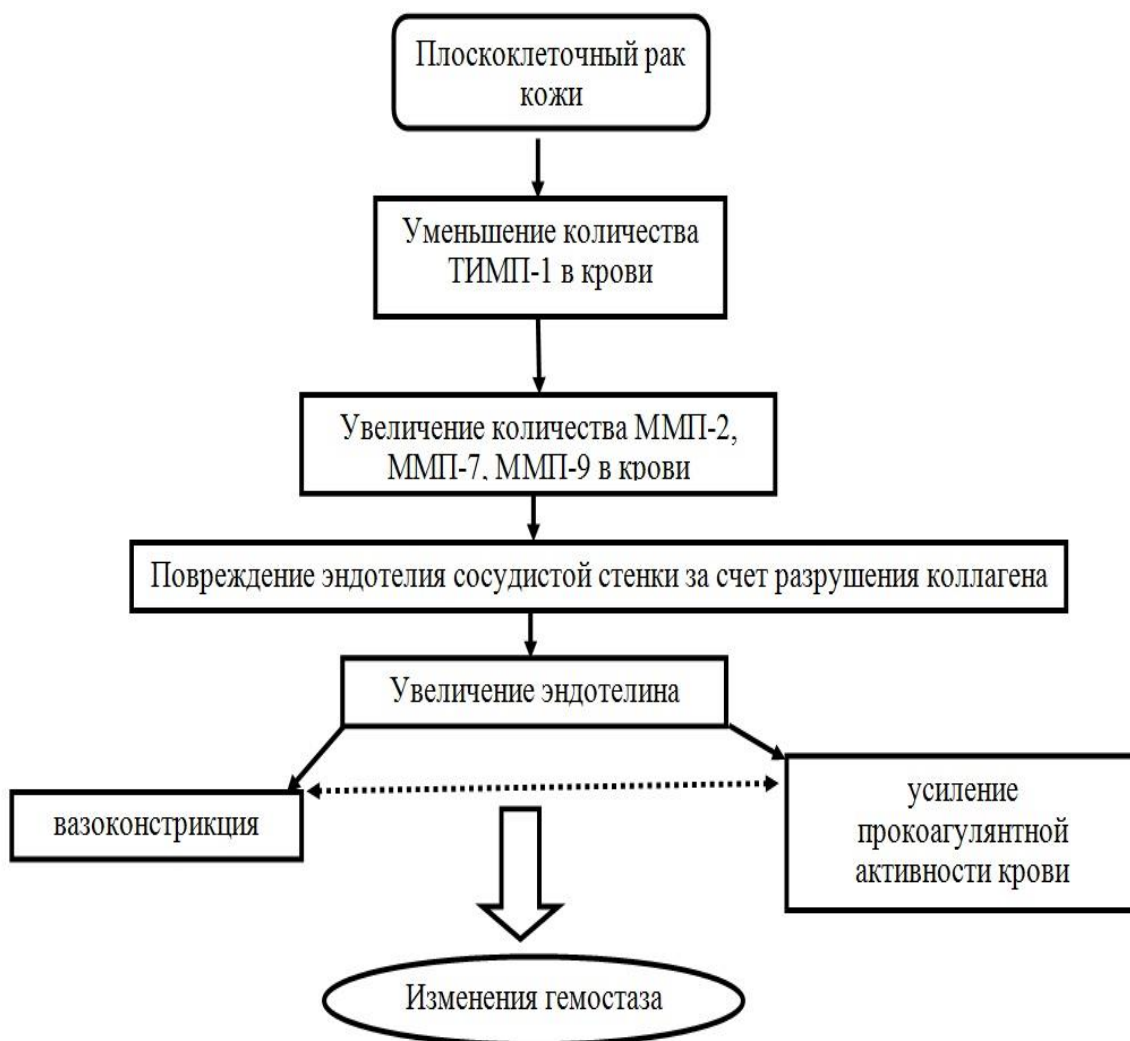 Плоскоклеточный рак
кожи
Уменьшение количества
ТИМП-1 в крови
Увеличение количества ММП-2,
ММП-7, ММП-9 в крови
Повреждение эндотелия сосудистой стенки за счет разрушения коллагена
Увеличение эндотелина
вазоконстрикция
усиление
прокоагулянтной
активности крови
Изменения гемостаза